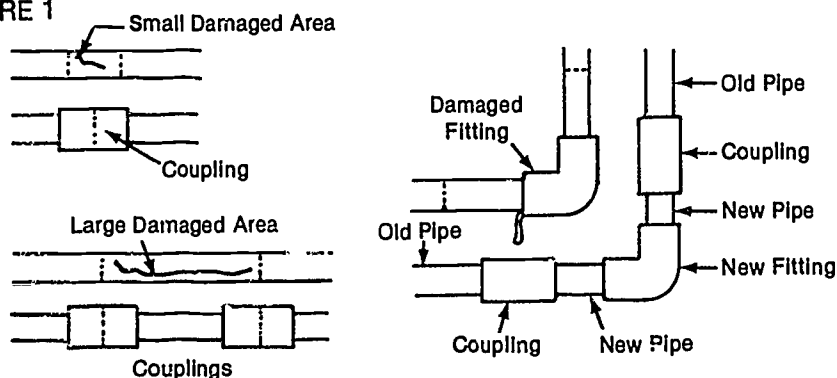 RE 1
Small Damaged Area
Coupling
Large Damaged Area
Couplings
Damaged
Fitting
Old Pipe
Coupling
New Pipe
Old Pipe
Coupling
New Pipe
New Fitting